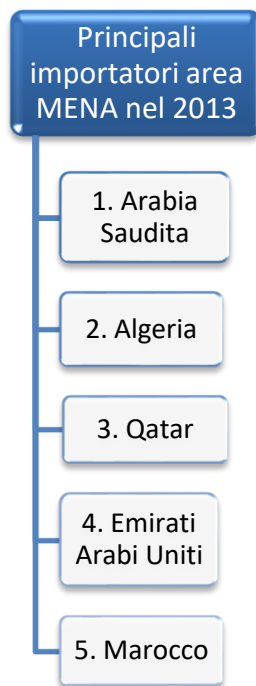 Principali
importatori area
MENA nel 2013
1. Arabia
Saudita
2. Algeria
3. Qatar
4. Emirati
Arabi Uniti
5. Marocco